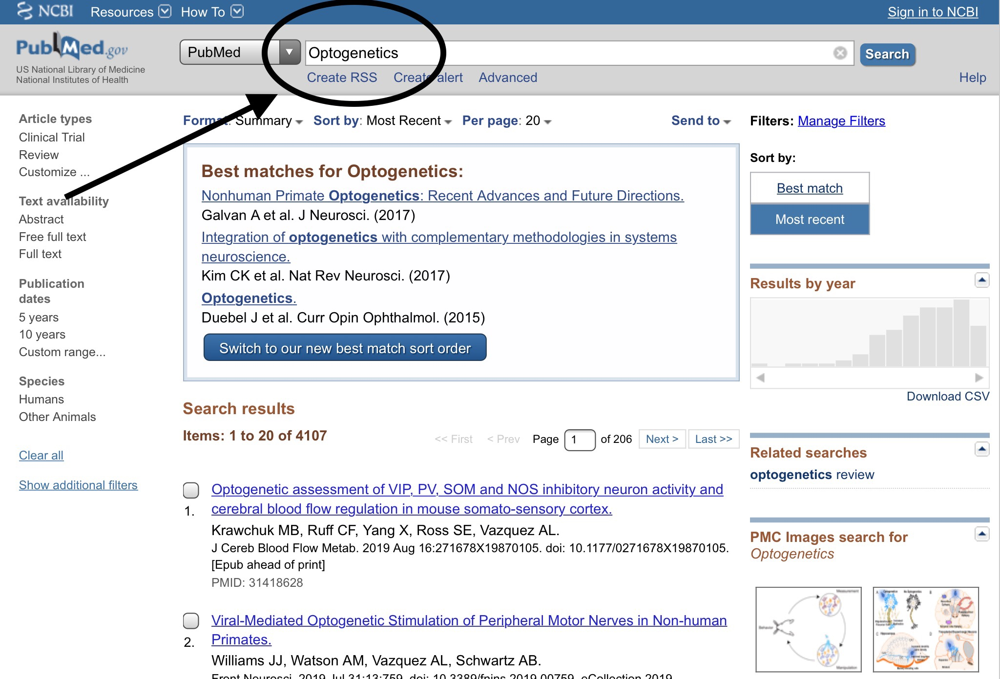 NCBI Resources How To Sign in to NCBI
PubMed.gov
US National Library of Medicine
National Institutes of Health
PubMed Optogenetics Search
Create RSS Create alert Advanced Help
Article types
Clinical Trial
Review
Customize ...
Text availability
Abstract
Free full text
Full text
Publication
dates
5 years
10 years
Custom range...
Species
Humans
Other Animals
Clear all
Show additional filters
Format: Summary Sort by: Most Recent Per page: 20 Send to
Best matches for Optogenetics:
Nonhuman Primate Optogenetics: Recent Advances and Future Directions.
Galvan A et al. J Neurosci. (2017)
Integration of optogenetics with complementary methodologies in systems
neuroscience.
Kim CK et al. Nat Rev Neurosci. (2017)
Optogenetics.
Duebel J et al. Curr Opin Ophthalmol. (2015)
Switch to our new best match sort order
Search results
Items: 1 to 20 of 4107
<< First < Prev Page 1 of 206 Next > Last >>
Optogenetic assessment of VIP, PV, SOM and NOS inhibitory neuron activity and
1. cerebral blood flow regulation in mouse somato-sensory cortex.
Krawchuk MB, Ruff CF, Yang X, Ross SE, Vazquez AL.
J Cereb Blood Flow Metab. 2019 Aug 16:271678X19870105. doi: 10.1177/0271678X19870105.
[Epub ahead of print]
PMID: 31418628
Viral-Mediated Optogenetic Stimulation of Peripheral Motor Nerves in Non-human
2. Primates.
Williams JJ, Watson AM, Vazquez AL, Schwartz AB.
Front Neurosci. 2019 Jul 31;13:759. doi: 10.3389/fnins.2019.00759. eCollection 2019.
Filters: Manage Filters
Sort by:
Best match
Most recent
Results by year
Download CSV
Related searches
optogenetics review
PMC Images search for
Optogenetics
Measurement
Behavior
Manipulation